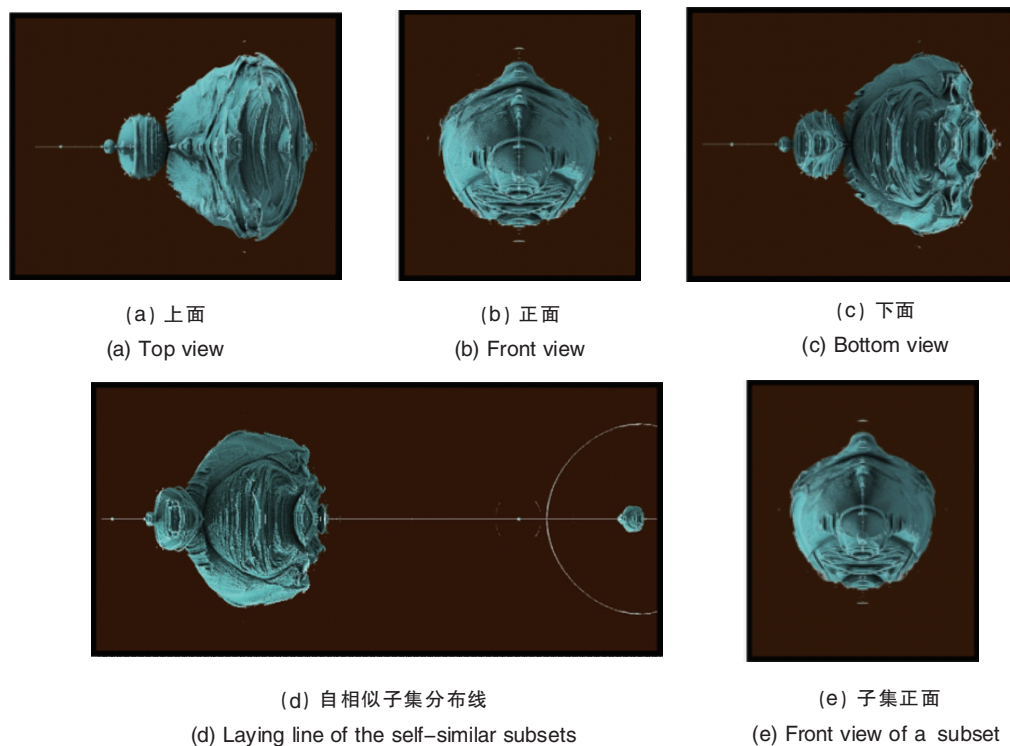 (a) 上面
(a) Top view
(b) 正面
(b) Front view
(c) 下面
(c) Bottom view
(d) 自相似子集分布线
(d) Laying line of the self-similar subsets
(e) 子集正面
(e) Front view of a subset